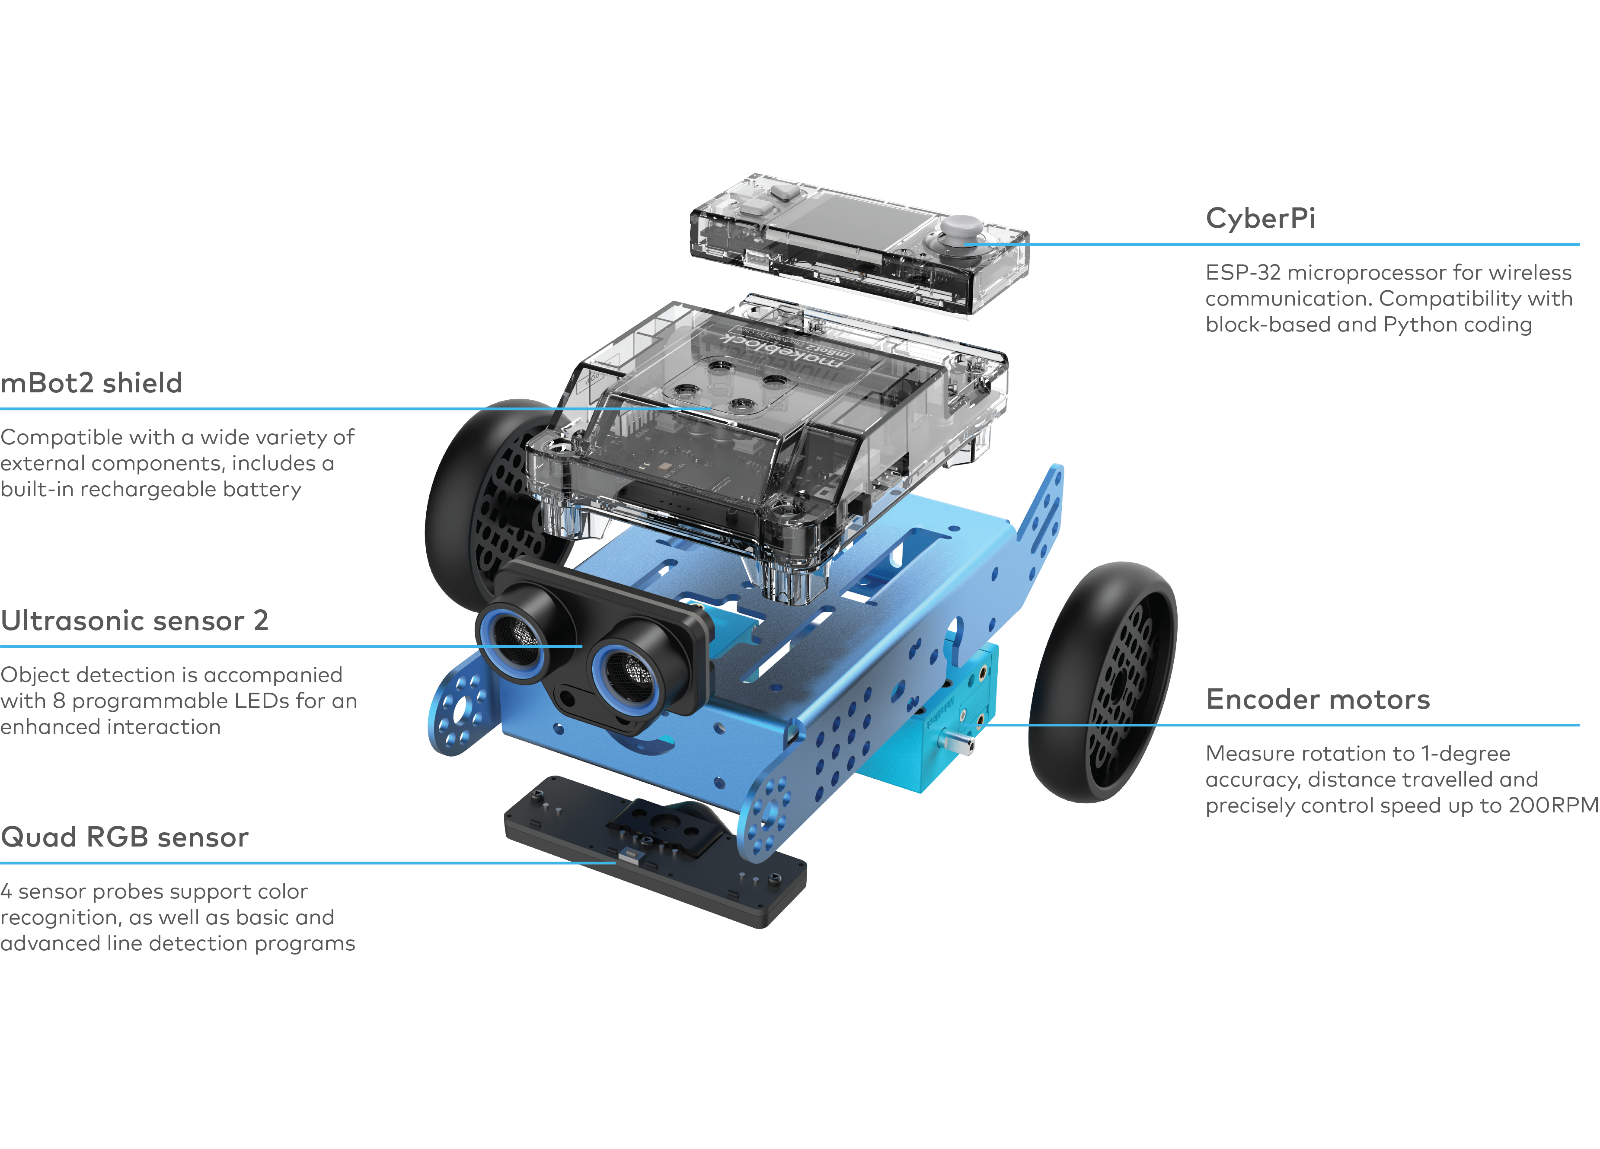 CyberPi
ESP-32 microprocessor for wireless
communication. Compatibility with
block-based and Python coding
makeblock
mBot2
mBot2 shield
Compatible with a wide variety of
external components, includes a
built-in rechargeable battery
Ultrasonic sensor 2
Object detection is accompanied
with 8 programmable LEDs for an
enhanced interaction
Encoder motors
Measure rotation to 1-degree
accuracy, distance travelled and
precisely control speed up to 200RPM
Quad RGB sensor
4 sensor probes support color
recognition, as well as basic and
advanced line detection programs